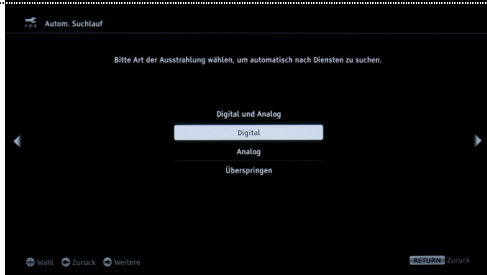 Autom. Suchlauf
Bitte Art der Ausstrahlung wählen, um automatisch nach Diensten zu suchen.
Digital und Analog
Digital
Analog
Überspringen
Wahl Zurück Weitere
RETURN Zurück